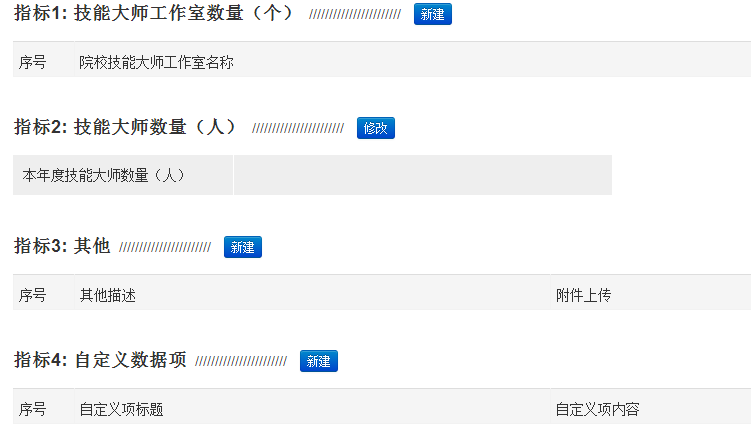 指标1: 技能大师工作室数量（个） /////////////////////// 新建
序号 院校技能大师工作室名称
指标2: 技能大师数量（人） /////////////////////// 修改
本年度技能大师数量（人）
指标3: 其他 /////////////////////// 新建
序号 其他描述 附件上传
指标4: 自定义数据项 /////////////////////// 新建
序号 自定义项标题 自定义项内容